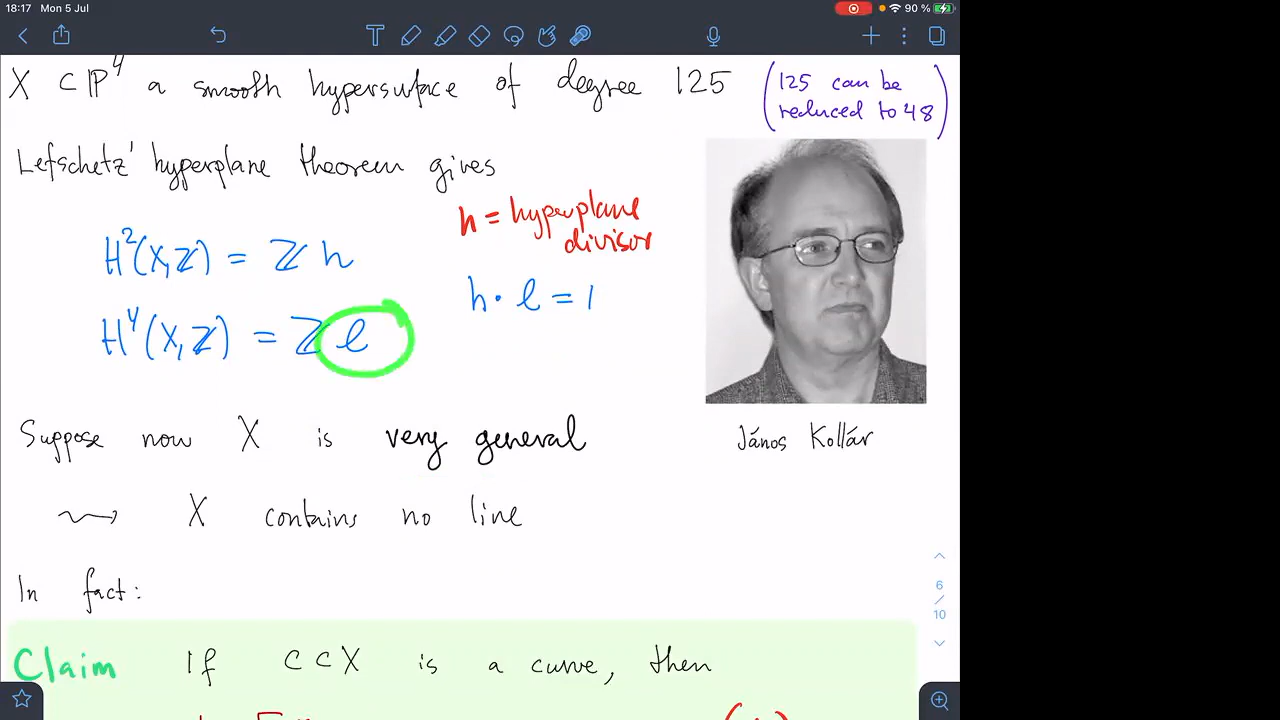 18:17 Mon 5 Jul
90 %
X ⊂ ℙ⁴ a smooth hypersurface of degree 125
(125 can be
reduced to 48)
Lefschetz' hyperplane theorem gives
h = hyperplane
divisor
H²(X,ℤ) = ℤ h
h · ℓ = 1
H⁴(X,ℤ) = ℤ ℓ
Suppose now X is very general
János Kollár
⇝ X contains no line
In fact:
6
/
10
Claim If C ⊂ X is a curve, then